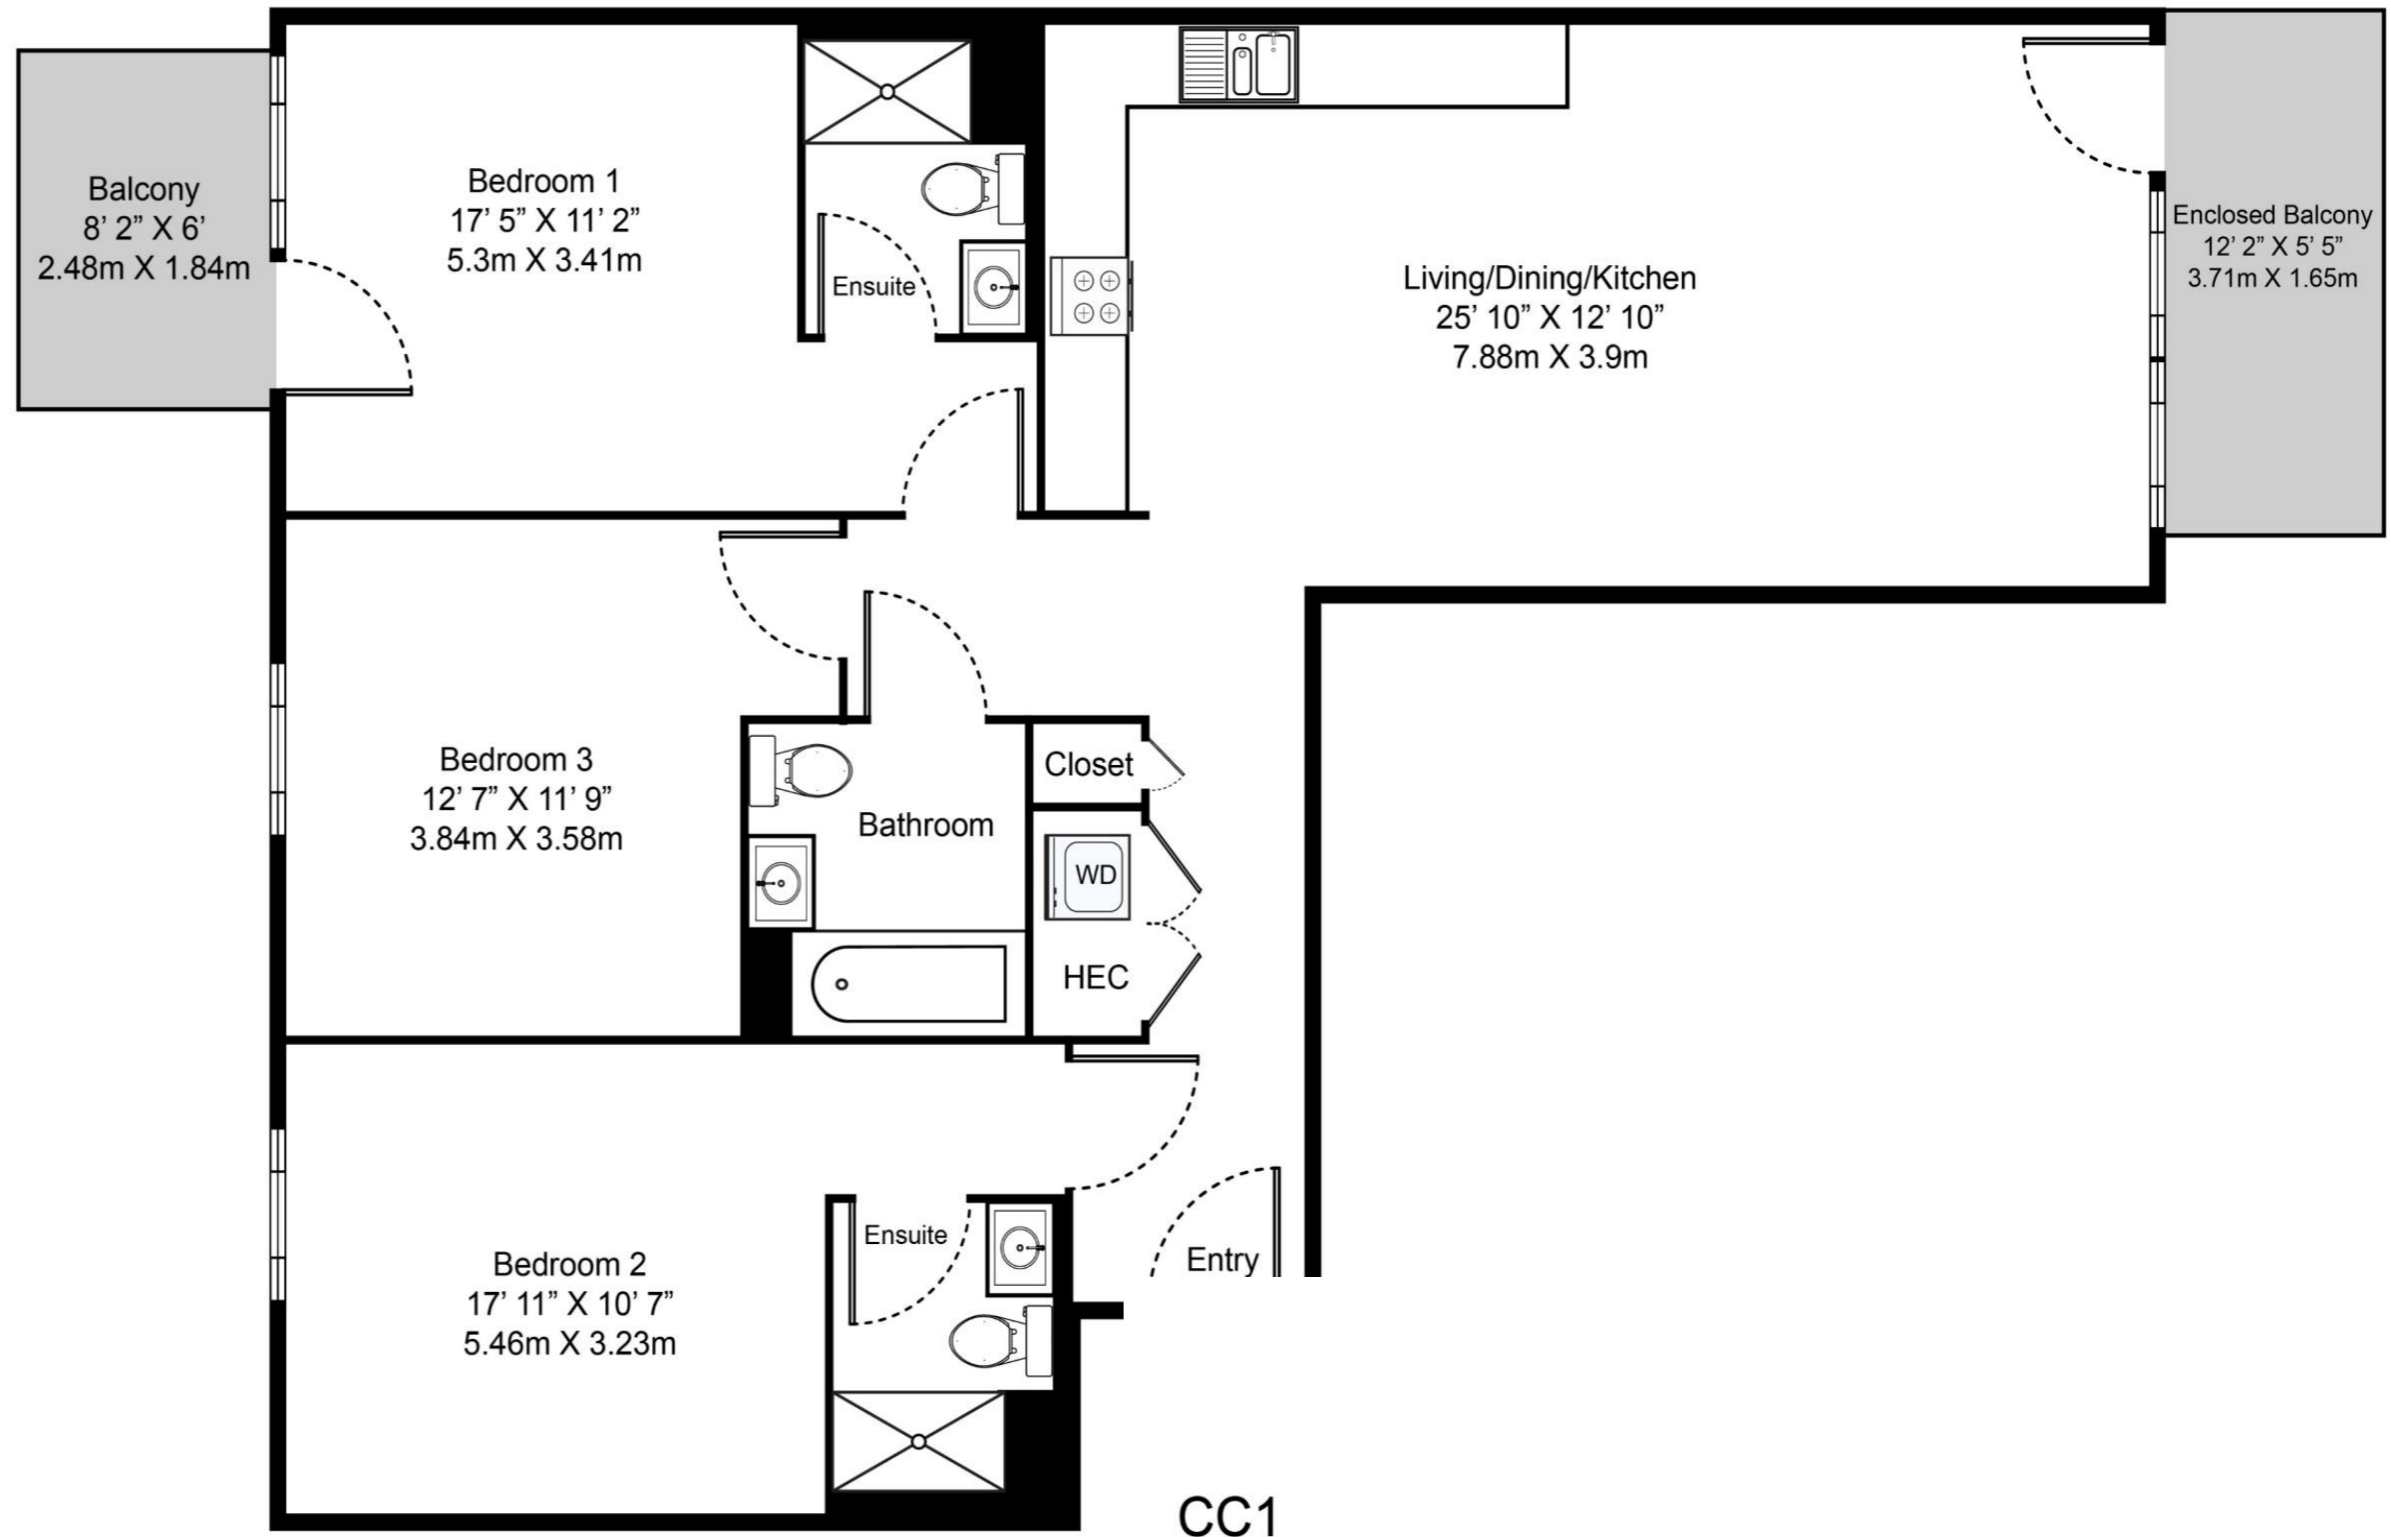 Balcony
8’ 2” X 6’
2.48m X 1.84m
Bedroom 1
17’ 5” X 11’ 2”
5.3m X 3.41m
Ensuite
Living/Dining/Kitchen
25’ 10” X 12’ 10”
7.88m X 3.9m
Enclosed Balcony
12’ 2” X 5’ 5”
3.71m X 1.65m
Bedroom 3
12’ 7” X 11’ 9”
3.84m X 3.58m
Bathroom
Closet
WD
HEC
Bedroom 2
17’ 11” X 10’ 7”
5.46m X 3.23m
Ensuite
Entry
CC1